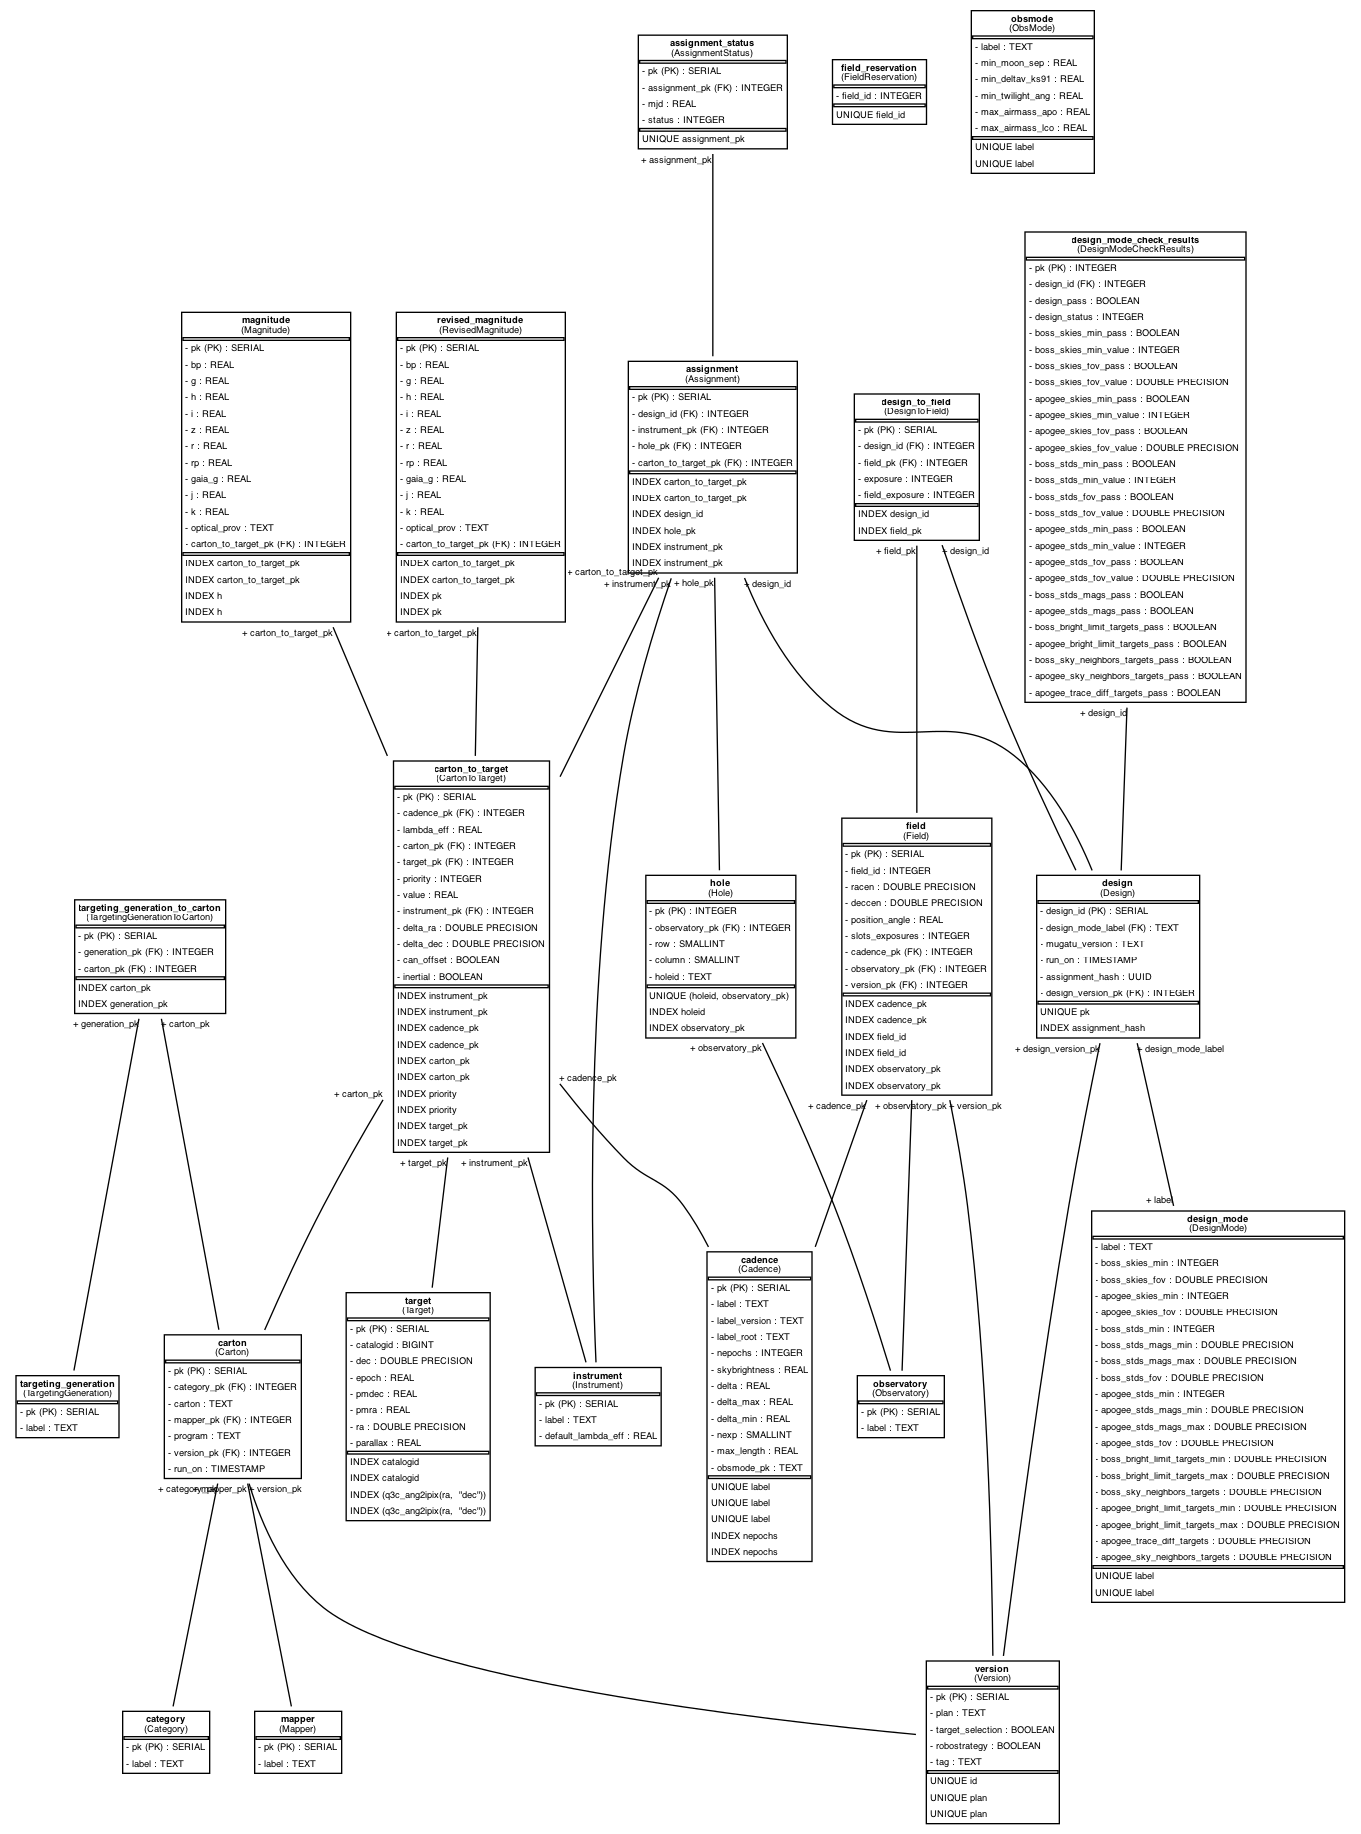 obsmode
(ObsMode)
- label : TEXT
- min_moon_sep : REAL
- min_deltav_ks91 : REAL
- min_twilight_ang : REAL
- max_airmass_apo : REAL
- max_airmass_lco : REAL
UNIQUE label
UNIQUE label
assignment_status
(AssignmentStatus)
- pk (PK) : SERIAL
- assignment_pk (FK) : INTEGER
- mjd : REAL
- status : INTEGER
UNIQUE assignment_pk
+ assignment_pk
field_reservation
(FieldReservation)
- field_id : INTEGER
UNIQUE field_id
design_mode_check_results
(DesignModeCheckResults)
- pk (PK) : INTEGER
- design_id (FK) : INTEGER
- design_pass : BOOLEAN
- design_status : INTEGER
- boss_skies_min_pass : BOOLEAN
- boss_skies_min_value : INTEGER
- boss_skies_fov_pass : BOOLEAN
- boss_skies_fov_value : DOUBLE PRECISION
- apogee_skies_min_pass : BOOLEAN
- apogee_skies_min_value : INTEGER
- apogee_skies_fov_pass : BOOLEAN
- apogee_skies_fov_value : DOUBLE PRECISION
- boss_stds_min_pass : BOOLEAN
- boss_stds_min_value : INTEGER
- boss_stds_fov_pass : BOOLEAN
- boss_stds_fov_value : DOUBLE PRECISION
- apogee_stds_min_pass : BOOLEAN
- apogee_stds_min_value : INTEGER
- apogee_stds_fov_pass : BOOLEAN
- apogee_stds_fov_value : DOUBLE PRECISION
- boss_stds_mags_pass : BOOLEAN
- apogee_stds_mags_pass : BOOLEAN
- boss_bright_limit_targets_pass : BOOLEAN
- apogee_bright_limit_targets_pass : BOOLEAN
- boss_sky_neighbors_targets_pass : BOOLEAN
- apogee_sky_neighbors_targets_pass : BOOLEAN
- apogee_trace_diff_targets_pass : BOOLEAN
+ design_id
magnitude
(Magnitude)
- pk (PK) : SERIAL
- bp : REAL
- g : REAL
- h : REAL
- i : REAL
- z : REAL
- r : REAL
- rp : REAL
- gaia_g : REAL
- j : REAL
- k : REAL
- optical_prov : TEXT
- carton_to_target_pk (FK) : INTEGER
INDEX carton_to_target_pk
INDEX carton_to_target_pk
INDEX h
INDEX h
+ carton_to_target_pk
revised_magnitude
(RevisedMagnitude)
- pk (PK) : SERIAL
- bp : REAL
- g : REAL
- h : REAL
- i : REAL
- z : REAL
- r : REAL
- rp : REAL
- gaia_g : REAL
- j : REAL
- k : REAL
- optical_prov : TEXT
- carton_to_target_pk (FK) : INTEGER
INDEX carton_to_target_pk
INDEX carton_to_target_pk
INDEX pk
INDEX pk
+ carton_to_target_pk
assignment
(Assignment)
- pk (PK) : SERIAL
- design_id (FK) : INTEGER
- instrument_pk (FK) : INTEGER
- hole_pk (FK) : INTEGER
- carton_to_target_pk (FK) : INTEGER
INDEX carton_to_target_pk
INDEX carton_to_target_pk
INDEX design_id
INDEX hole_pk
INDEX instrument_pk
INDEX instrument_pk
+ carton_to_target_pk
+ instrument_pk
+ hole_pk
+ design_id
design_to_field
(DesignToField)
- pk (PK) : SERIAL
- design_id (FK) : INTEGER
- field_pk (FK) : INTEGER
- exposure : INTEGER
- field_exposure : INTEGER
INDEX design_id
INDEX field_pk
+ field_pk
+ design_id
carton_to_target
(CartonToTarget)
- pk (PK) : SERIAL
- cadence_pk (FK) : INTEGER
- lambda_eff : REAL
- carton_pk (FK) : INTEGER
- target_pk (FK) : INTEGER
- priority : INTEGER
- value : REAL
- instrument_pk (FK) : INTEGER
- delta_ra : DOUBLE PRECISION
- delta_dec : DOUBLE PRECISION
- can_offset : BOOLEAN
- inertial : BOOLEAN
INDEX instrument_pk
INDEX instrument_pk
INDEX cadence_pk
INDEX cadence_pk
INDEX carton_pk
INDEX carton_pk
INDEX priority
INDEX priority
INDEX target_pk
INDEX target_pk
+ carton_pk
+ cadence_pk
+ target_pk
+ instrument_pk
field
(Field)
- pk (PK) : SERIAL
- field_id : INTEGER
- racen : DOUBLE PRECISION
- deccen : DOUBLE PRECISION
- position_angle : REAL
- slots_exposures : INTEGER
- cadence_pk (FK) : INTEGER
- observatory_pk (FK) : INTEGER
- version_pk (FK) : INTEGER
INDEX cadence_pk
INDEX cadence_pk
INDEX field_id
INDEX field_id
INDEX observatory_pk
INDEX observatory_pk
+ cadence_pk
+ observatory_pk
+ version_pk
hole
(Hole)
- pk (PK) : INTEGER
- observatory_pk (FK) : INTEGER
- row : SMALLINT
- column : SMALLINT
- holeid : TEXT
UNIQUE (holeid, observatory_pk)
INDEX holeid
INDEX observatory_pk
+ observatory_pk
design
(Design)
- design_id (PK) : SERIAL
- design_mode_label (FK) : TEXT
- mugatu_version : TEXT
- run_on : TIMESTAMP
- assignment_hash : UUID
- design_version_pk (FK) : INTEGER
UNIQUE pk
INDEX assignment_hash
+ design_version_pk
+ design_mode_label
+ label
targeting_generation_to_carton
(TargetingGenerationToCarton)
- pk (PK) : SERIAL
- generation_pk (FK) : INTEGER
- carton_pk (FK) : INTEGER
INDEX carton_pk
INDEX generation_pk
+ generation_pk
+ carton_pk
design_mode
(DesignMode)
- label : TEXT
- boss_skies_min : INTEGER
- boss_skies_fov : DOUBLE PRECISION
- apogee_skies_min : INTEGER
- apogee_skies_fov : DOUBLE PRECISION
- boss_stds_min : INTEGER
- boss_stds_mags_min : DOUBLE PRECISION
- boss_stds_mags_max : DOUBLE PRECISION
- boss_stds_fov : DOUBLE PRECISION
- apogee_stds_min : INTEGER
- apogee_stds_mags_min : DOUBLE PRECISION
- apogee_stds_mags_max : DOUBLE PRECISION
- apogee_stds_fov : DOUBLE PRECISION
- boss_bright_limit_targets_min : DOUBLE PRECISION
- boss_bright_limit_targets_max : DOUBLE PRECISION
- boss_sky_neighbors_targets : DOUBLE PRECISION
- apogee_bright_limit_targets_min : DOUBLE PRECISION
- apogee_bright_limit_targets_max : DOUBLE PRECISION
- apogee_trace_diff_targets : DOUBLE PRECISION
- apogee_sky_neighbors_targets : DOUBLE PRECISION
UNIQUE label
UNIQUE label
cadence
(Cadence)
- pk (PK) : SERIAL
- label : TEXT
- label_version : TEXT
- label_root : TEXT
- nepochs : INTEGER
- skybrightness : REAL
- delta : REAL
- delta_max : REAL
- delta_min : REAL
- nexp : SMALLINT
- max_length : REAL
- obsmode_pk : TEXT
UNIQUE label
UNIQUE label
UNIQUE label
INDEX nepochs
INDEX nepochs
target
(Target)
- pk (PK) : SERIAL
- catalogid : BIGINT
- dec : DOUBLE PRECISION
- epoch : REAL
- pmdec : REAL
- pmra : REAL
- ra : DOUBLE PRECISION
- parallax : REAL
INDEX catalogid
INDEX catalogid
INDEX (q3c_ang2ipix(ra, "dec"))
INDEX (q3c_ang2ipix(ra, "dec"))
carton
(Carton)
- pk (PK) : SERIAL
- category_pk (FK) : INTEGER
- carton : TEXT
- mapper_pk (FK) : INTEGER
- program : TEXT
- version_pk (FK) : INTEGER
- run_on : TIMESTAMP
+ category_pk
+ mapper_pk
+ version_pk
targeting_generation
(TargetingGeneration)
- pk (PK) : SERIAL
- label : TEXT
instrument
(Instrument)
- pk (PK) : SERIAL
- label : TEXT
- default_lambda_eff : REAL
observatory
(Observatory)
- pk (PK) : SERIAL
- label : TEXT
version
(Version)
- pk (PK) : SERIAL
- plan : TEXT
- target_selection : BOOLEAN
- robostrategy : BOOLEAN
- tag : TEXT
UNIQUE id
UNIQUE plan
UNIQUE plan
category
(Category)
- pk (PK) : SERIAL
- label : TEXT
mapper
(Mapper)
- pk (PK) : SERIAL
- label : TEXT